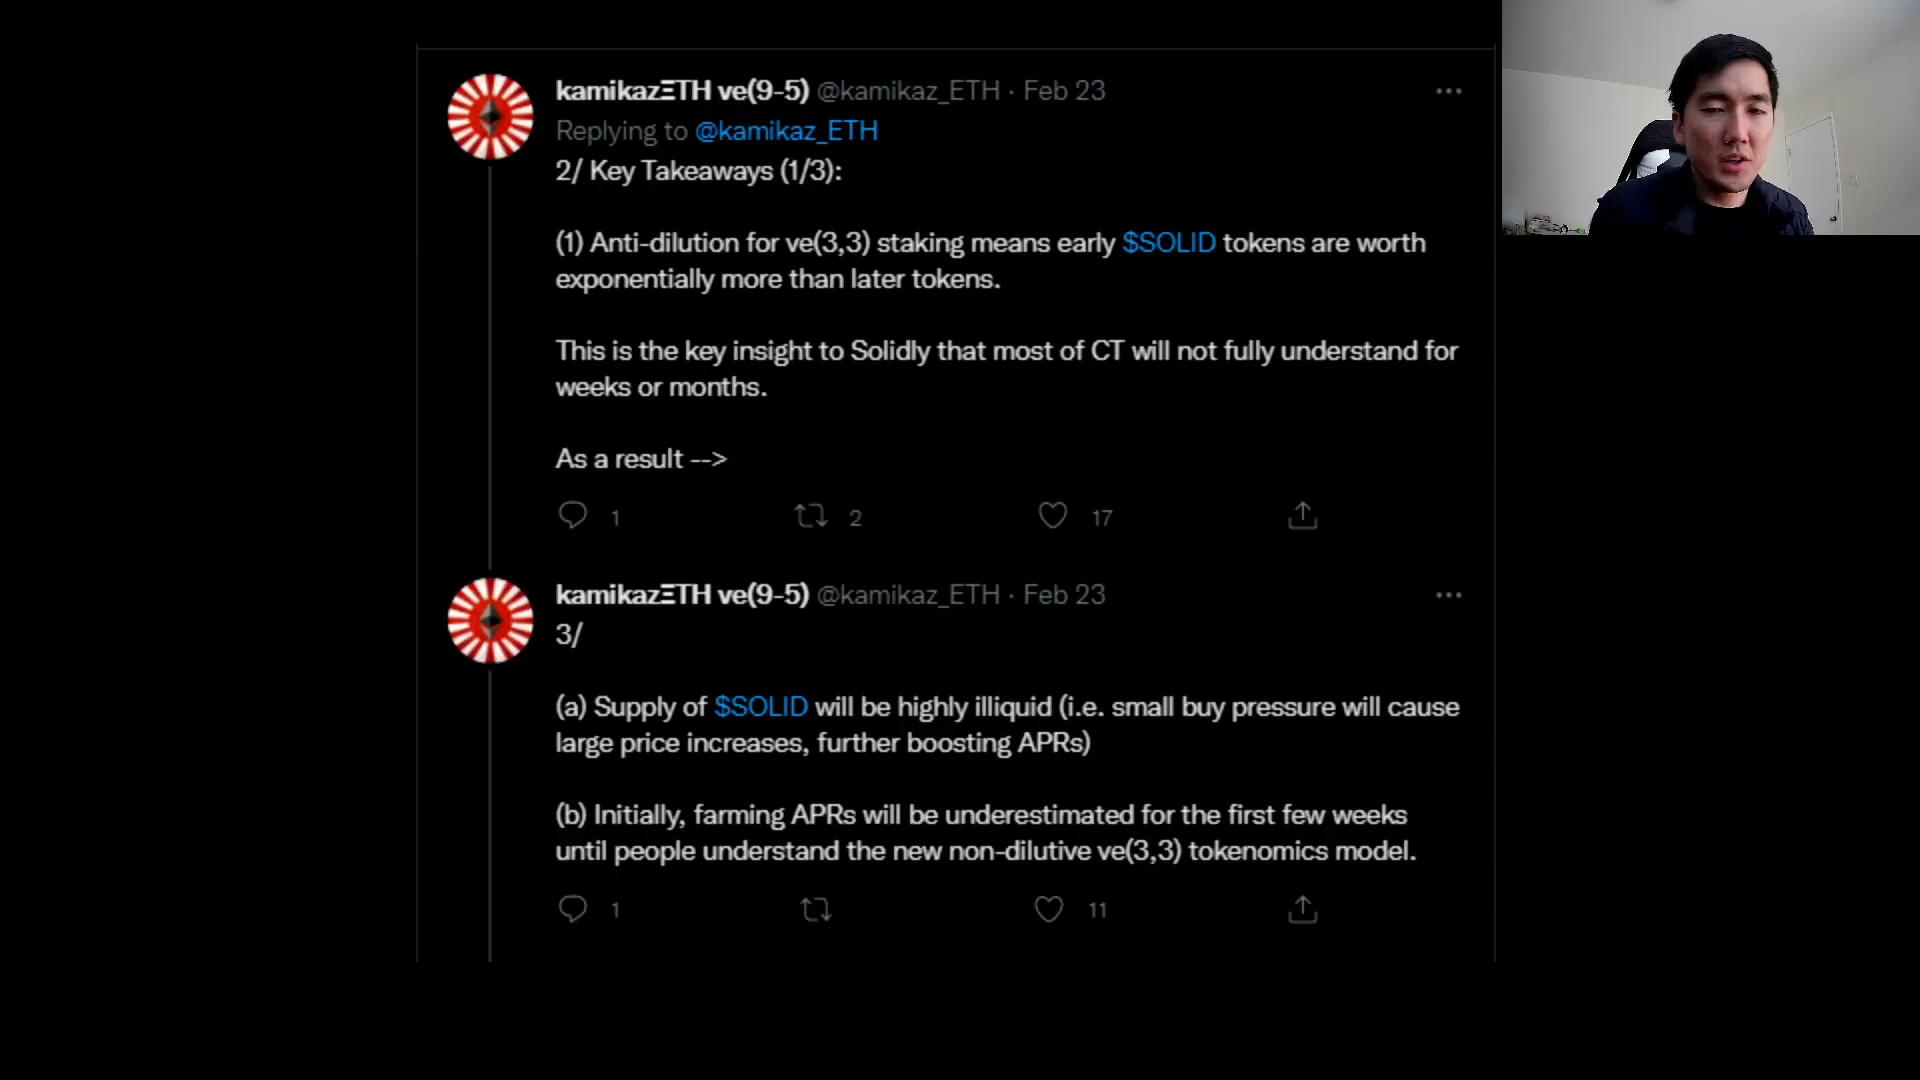 kamikazΞTH ve(9-5) @kamikaz_ETH · Feb 23
Replying to @kamikaz_ETH
2/ Key Takeaways (1/3):
(1) Anti-dilution for ve(3,3) staking means early $SOLID tokens are worth
exponentially more than later tokens.
This is the key insight to Solidly that most of CT will not fully understand for
weeks or months.
As a result -->
1 2 17
kamikazΞTH ve(9-5) @kamikaz_ETH · Feb 23
3/
(a) Supply of $SOLID will be highly illiquid (i.e. small buy pressure will cause
large price increases, further boosting APRs)
(b) Initially, farming APRs will be underestimated for the first few weeks
until people understand the new non-dilutive ve(3,3) tokenomics model.
1 11